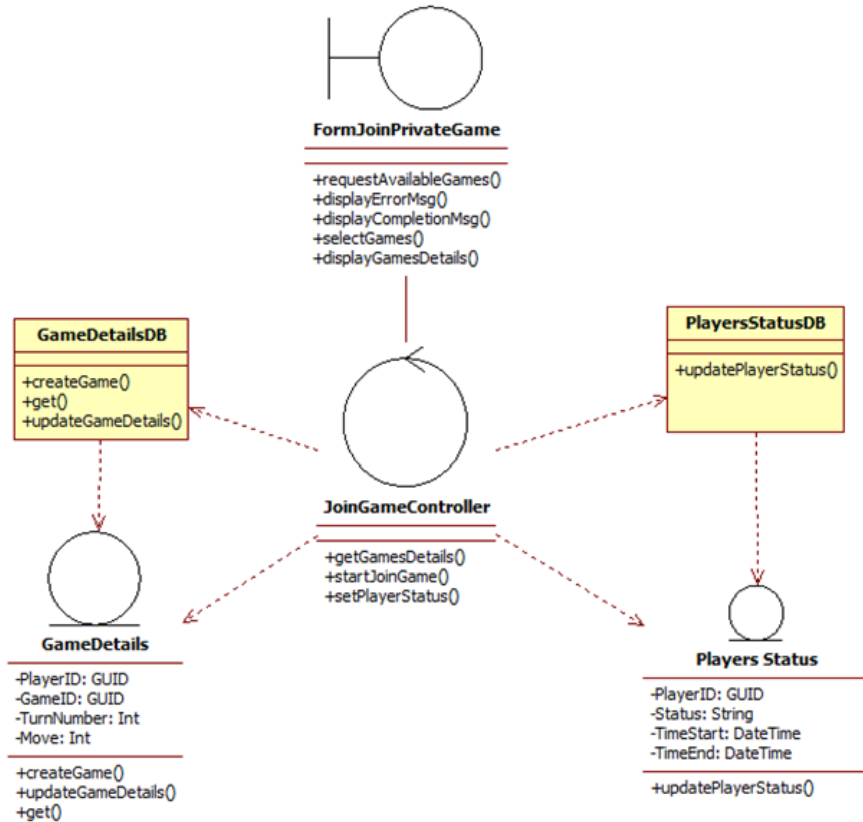 FormJoinPrivateGame
+requestAvailableGames()
+displayErrorMsg()
+displayCompletionMsg()
+selectGames()
+displayGamesDetails()
GameDetailsDB
+createGame()
+get()
+updateGameDetails()
PlayersStatusDB
+updatePlayerStatus()
JoinGameController
+getGamesDetails()
+startJoinGame()
+setPlayerStatus()
GameDetails
-PlayerID: GUID
-GameID: GUID
-TurnNumber: Int
-Move: Int
+createGame()
+updateGameDetails()
+get()
Players Status
-PlayerID: GUID
-Status: String
-TimeStart: DateTime
-TimeEnd: DateTime
+updatePlayerStatus()